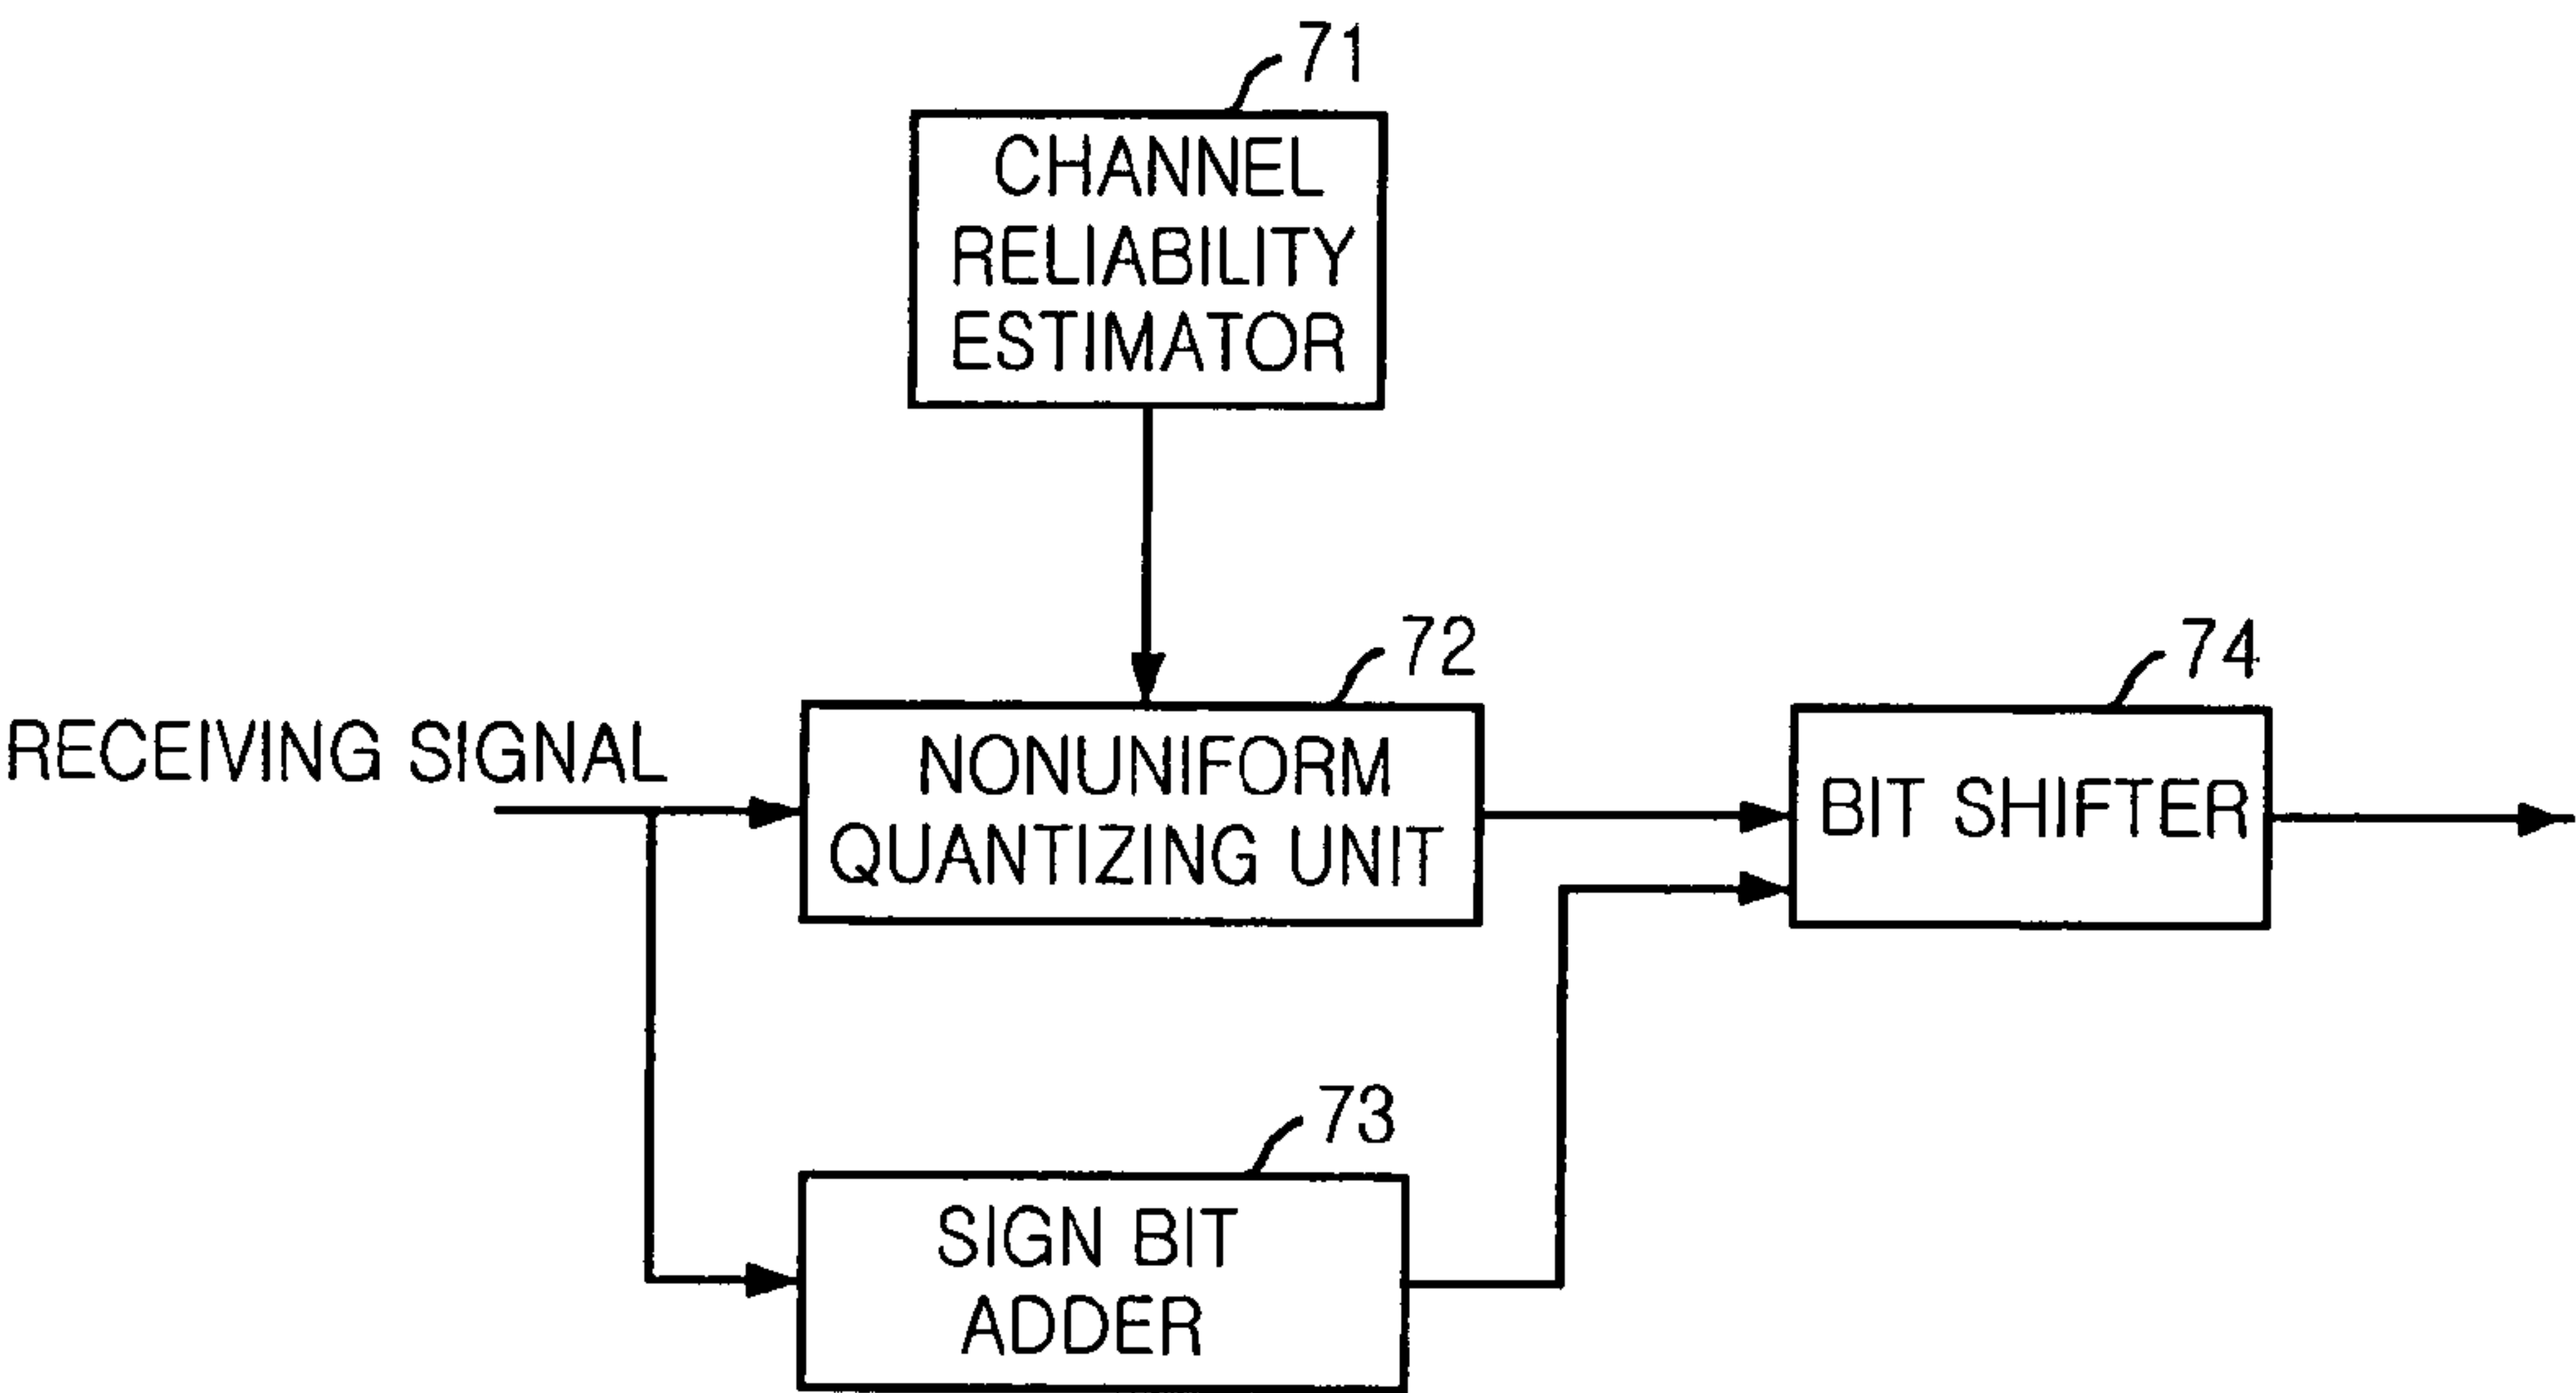 71
CHANNEL
RELIABILITY
ESTIMATOR
72
74
RECEIVING SIGNAL
NONUNIFORM
QUANTIZING UNIT
BIT SHIFTER
73
SIGN BIT
ADDER